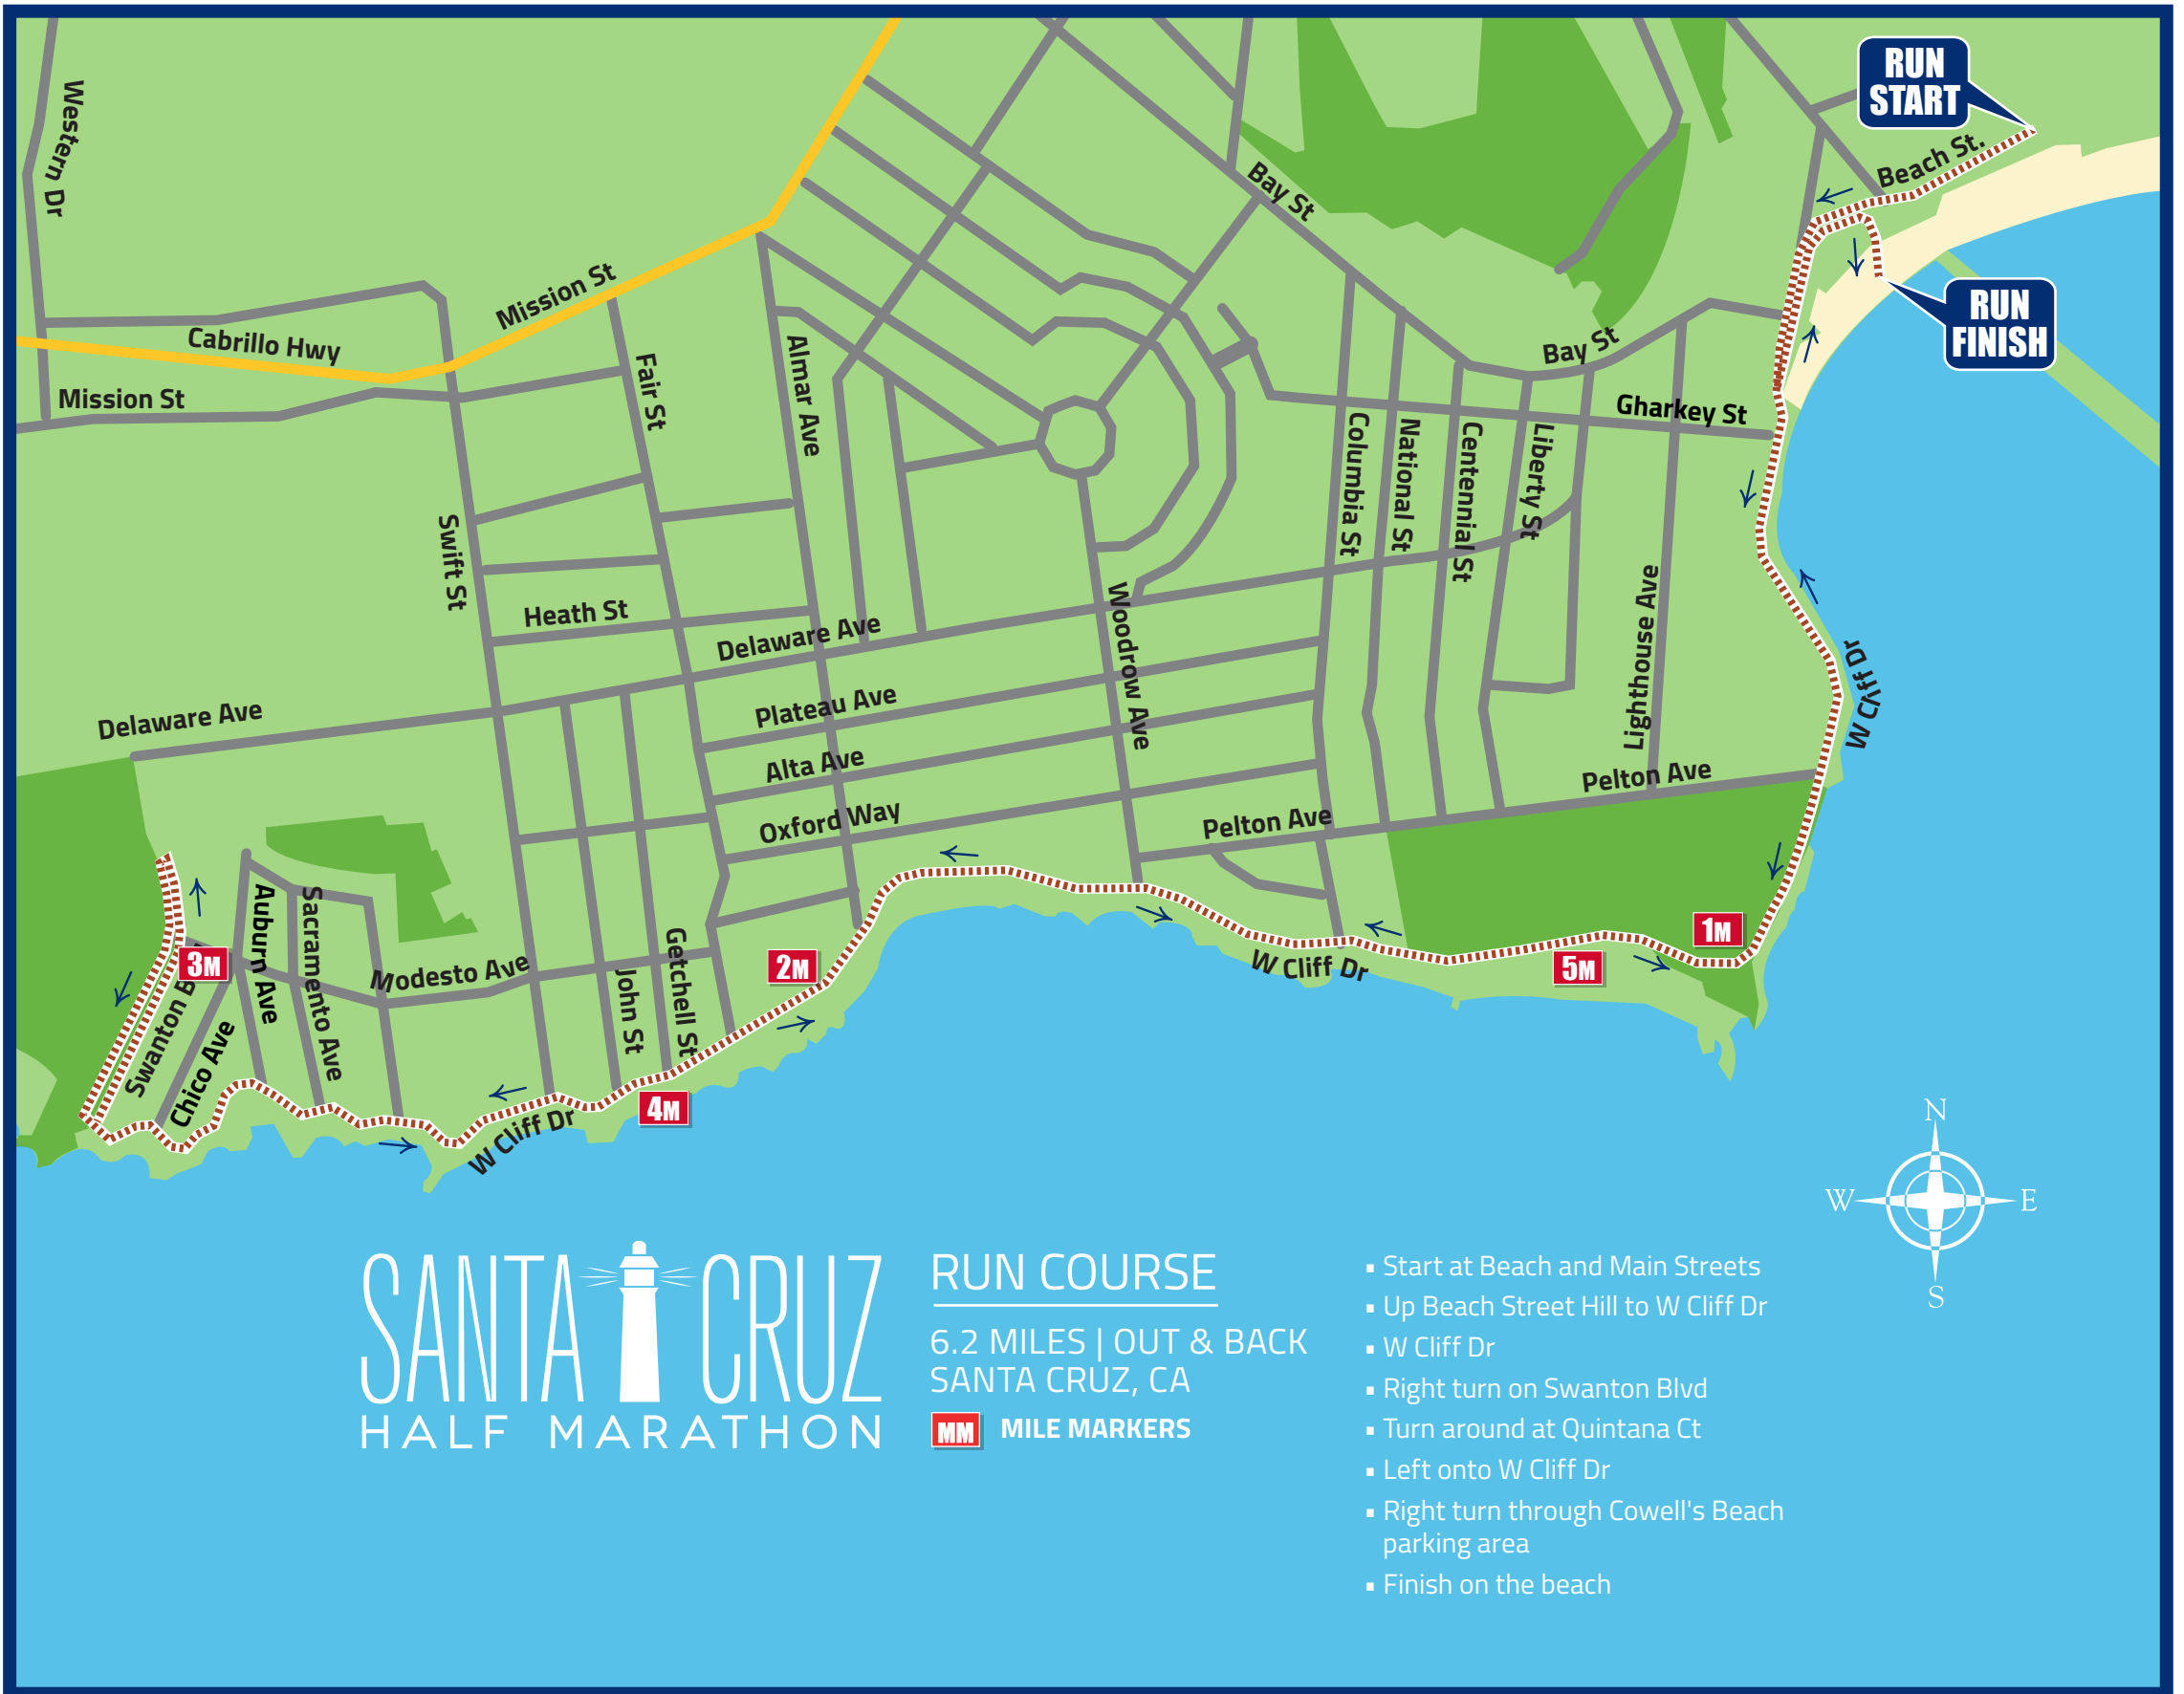 RUN
START
Western Dr
Beach St.
Bay St
Mission St
RUN
FINISH
Cabrillo Hwy
Bay St
Mission St
Fair St
Almar Ave
Gharkey St
Columbia St
National St
Centennial St
Liberty St
Swift St
Heath St
Delaware Ave
Woodrow Ave
Lighthouse Ave
W Cliff Dr
Delaware Ave
Plateau Ave
Alta Ave
Pelton Ave
Oxford Way
Pelton Ave
Auburn Ave
Sacramento Ave
1M
3M
Modesto Ave
Getchell St
2M
W Cliff Dr
5M
Swanton B
John St
Chico Ave
4M
W Cliff Dr
N
W
E
S
SANTA CRUZ
HALF MARATHON
RUN COURSE
6.2 MILES | OUT & BACK
SANTA CRUZ, CA
MM MILE MARKERS
▪ Start at Beach and Main Streets
▪ Up Beach Street Hill to W Cliff Dr
▪ W Cliff Dr
▪ Right turn on Swanton Blvd
▪ Turn around at Quintana Ct
▪ Left onto W Cliff Dr
▪ Right turn through Cowell's Beach
parking area
▪ Finish on the beach